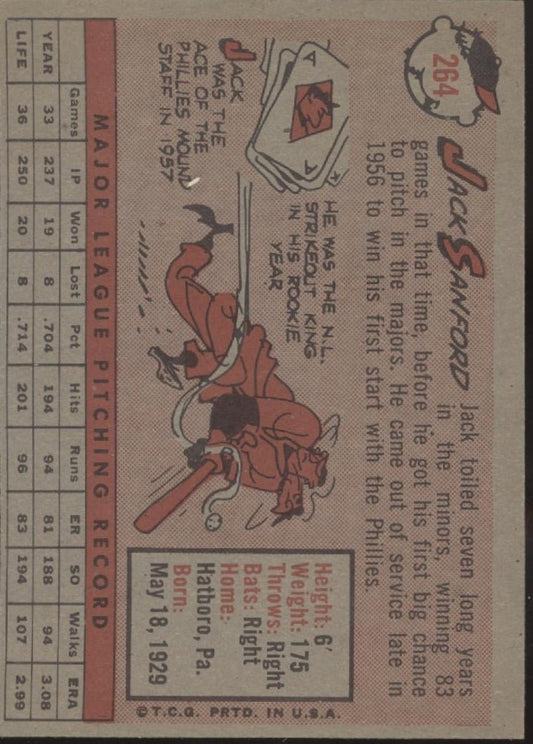 264
JACK SANFORD
Jack toiled seven long years
in the minors, winning 83
games in that time, before he got his first big chance
to pitch in the majors. He came out of service late in
1956 to win his first start with the Phillies.
JACK
WAS THE
ACE OF THE
PHILLIES MOUND
STAFF IN 1957
HE WAS THE N.L.
STRIKEOUT KING
IN HIS ROOKIE
YEAR
A
A
Height: 6'
Weight: 175
Throws: Right
Bats: Right
Home:
Hatboro, Pa.
Born:
May 18, 1929
©T.C.G. PRTD. IN U.S.A.
MAJOR LEAGUE PITCHING RECORD
Games IP Won Lost Pct Hits Runs ER SO Walks ERA
YEAR 33 237 19 8 .704 194 94 81 188 94 3.08
LIFE 36 250 20 8 .714 201 96 83 194 107 2.99